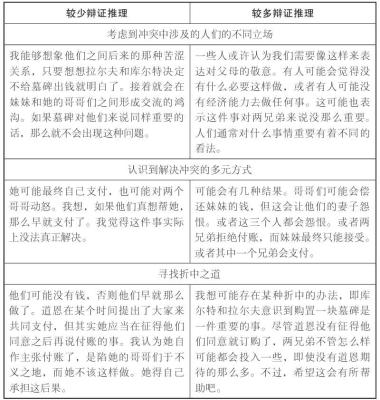 较少辩证推理
较多辩证推理
考虑到冲突中涉及的人们的不同立场
我能够想象他们之间后来的那种苦涩
关系，只要想想拉尔夫和库尔特决定
不给墓碑出钱就明白了。接着就会在
妹妹和她的哥哥们之间形成交流的鸿
沟。如果墓碑对他们来说同样重要的
话，那么就不会出现这种问题。
一些人或许认为我们需要像这样来表
达对父母的敬意。有人可能会觉得没
有什么必要这样做，或者有人可能没
有经济能力去做任何事。这可能也表
示这件事对两兄弟来说没那么重要。
人们通常对什么事情重要有着不同的
看法。
认识到解决冲突的多元方式
她可能最终自己支付，也可能对两个
哥哥动怒。我想，如果他们真想帮她，
那么早就支付了。我觉得这件事实际
上没法真正解决。
可能会有几种结果。哥哥们可能会偿
还妹妹的钱，但这会让他们的妻子怨
恨。或者这三个人都会怨恨。或者两
兄弟拒绝付账，而妹妹最终只能接受。
或者其中一个兄弟会支付。
寻找折中之道
他们可能没有钱，否则他们早就那么
做了。道恩在某个时间提出了大家来
共同支付，但其实她应当在征得他们
同意之后再说付账的事。我认为她自
作主张付账了，是陷她的哥哥们于不
义之地，而她不该这样做。她得自己
承担这后果。
我想可能存在某种折中的办法，即库
尔特和拉尔夫意识到购置一块墓碑是
一件重要的事。尽管道恩没有征得他
们同意就订购了，两兄弟不管怎么样
可能都会投入一些，即使没有道恩期
待的那么多。不过，希望这会有所帮
助吧。